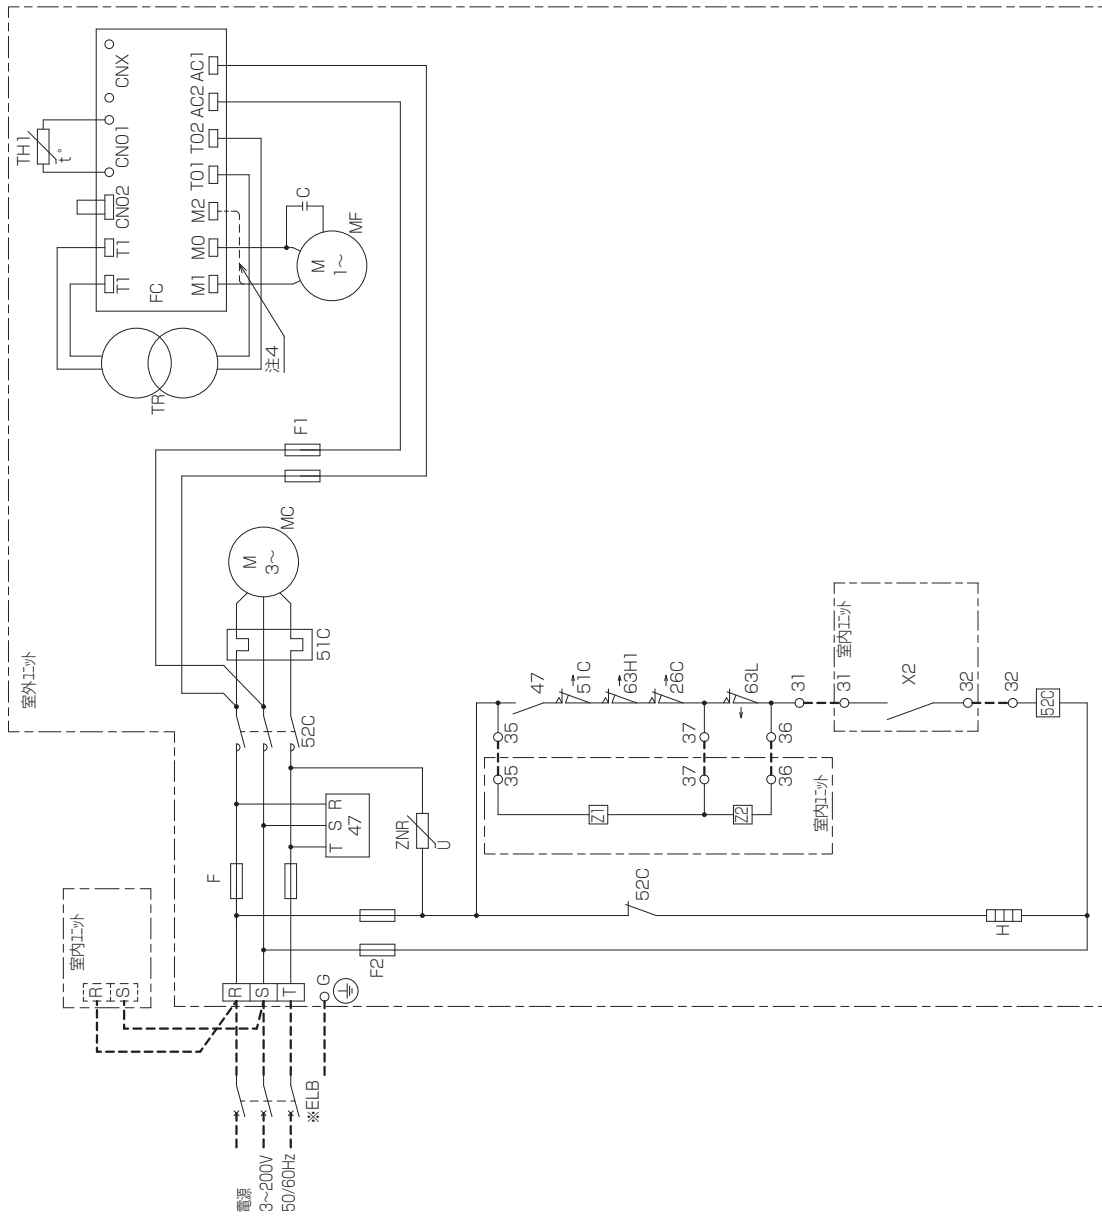 室外ユニット
TH1
t°
CNX
CN01
CN02
T1
T1
FC
AC1
AC2
T02
T01
M2
M0
M1
C
M
1~
MF
TR
注4
F1
M
3~
MC
51C
52C
T S R
47
ZNR
U
F
室内ユニット
R
S
R
S
T
G
F2
※ELB
電源
3~200V
50/60Hz
47
51C
63H1
26C
63L
31
31
室内ユニット
X2
32
32
52C
35
35
37
37
36
36
Z1
Z2
室内ユニット
52C
H